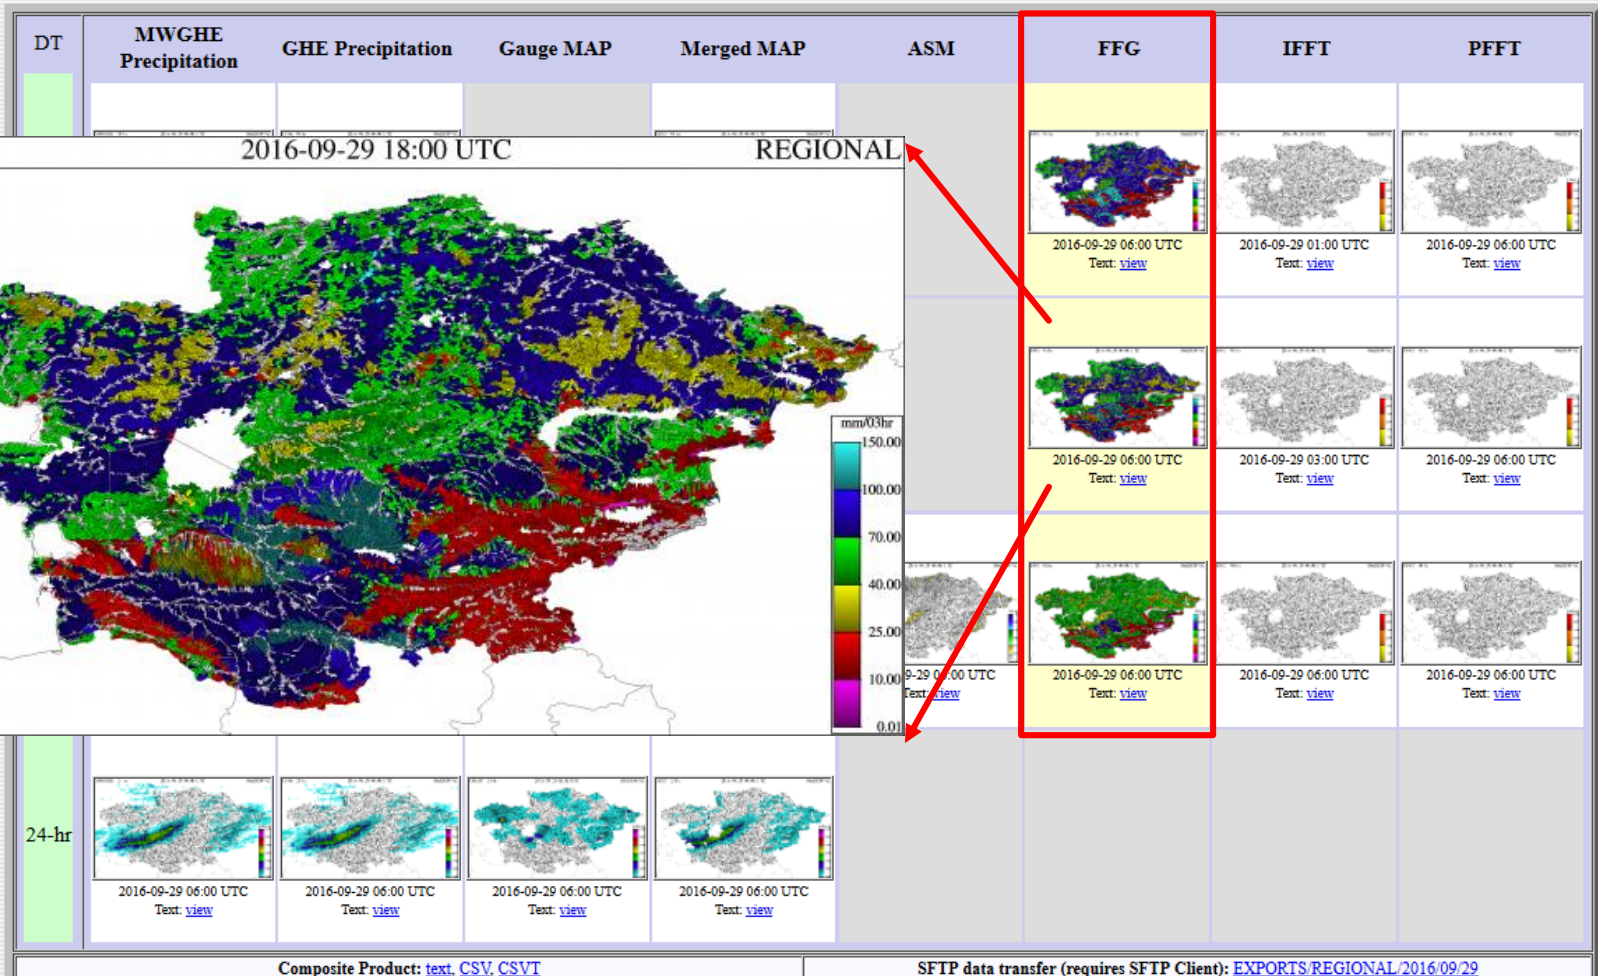 DT
MWGHE Precipitation
GHE Precipitation
Gauge MAP
Merged MAP
ASM
FFG
IFFT
PFFT
2016-09-29 18:00 UTC
REGIONAL
mm/03hr
150.00
100.00
70.00
40.00
25.00
10.00
0.01
2016-09-29 06:00 UTC
Text: view
2016-09-29 01:00 UTC
Text: view
2016-09-29 06:00 UTC
Text: view
2016-09-29 06:00 UTC
Text: view
2016-09-29 03:00 UTC
Text: view
2016-09-29 06:00 UTC
Text: view
:00 UTC
Text: view
2016-09-29 06:00 UTC
Text: view
2016-09-29 06:00 UTC
Text: view
2016-09-29 06:00 UTC
Text: view
24-hr
2016-09-29 06:00 UTC
Text: view
2016-09-29 06:00 UTC
Text: view
2016-09-29 06:00 UTC
Text: view
2016-09-29 06:00 UTC
Text: view
Composite Product: text, CSV, CSVT
SFTP data transfer (requires SFTP Client): EXPORTS/REGIONAL/2016/09/29